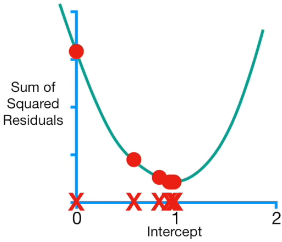 Sum of
Squared
Residuals
X X X X X X
0 1 2
Intercept